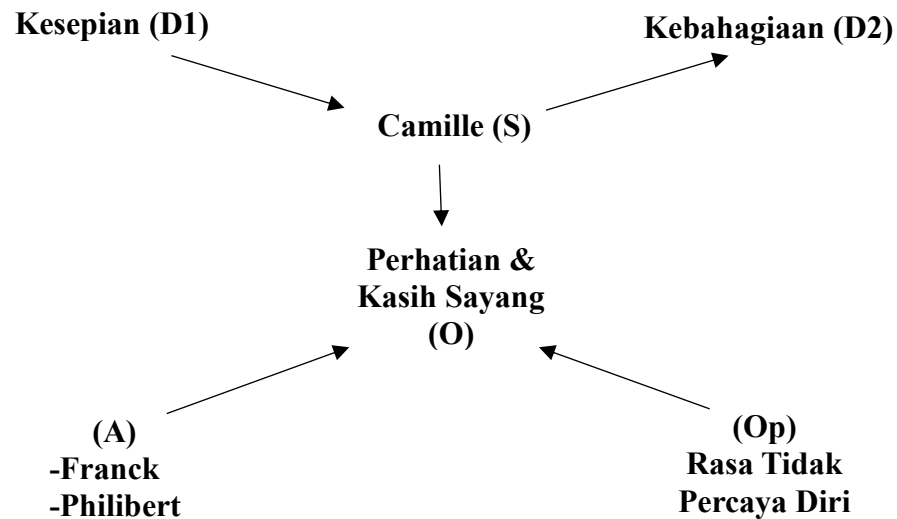 Kesepian (D1)
Kebahagiaan (D2)
Camille (S)
Perhatian &
Kasih Sayang
(O)
(A)
-Franck
-Philibert
(Op)
Rasa Tidak
Percaya Diri